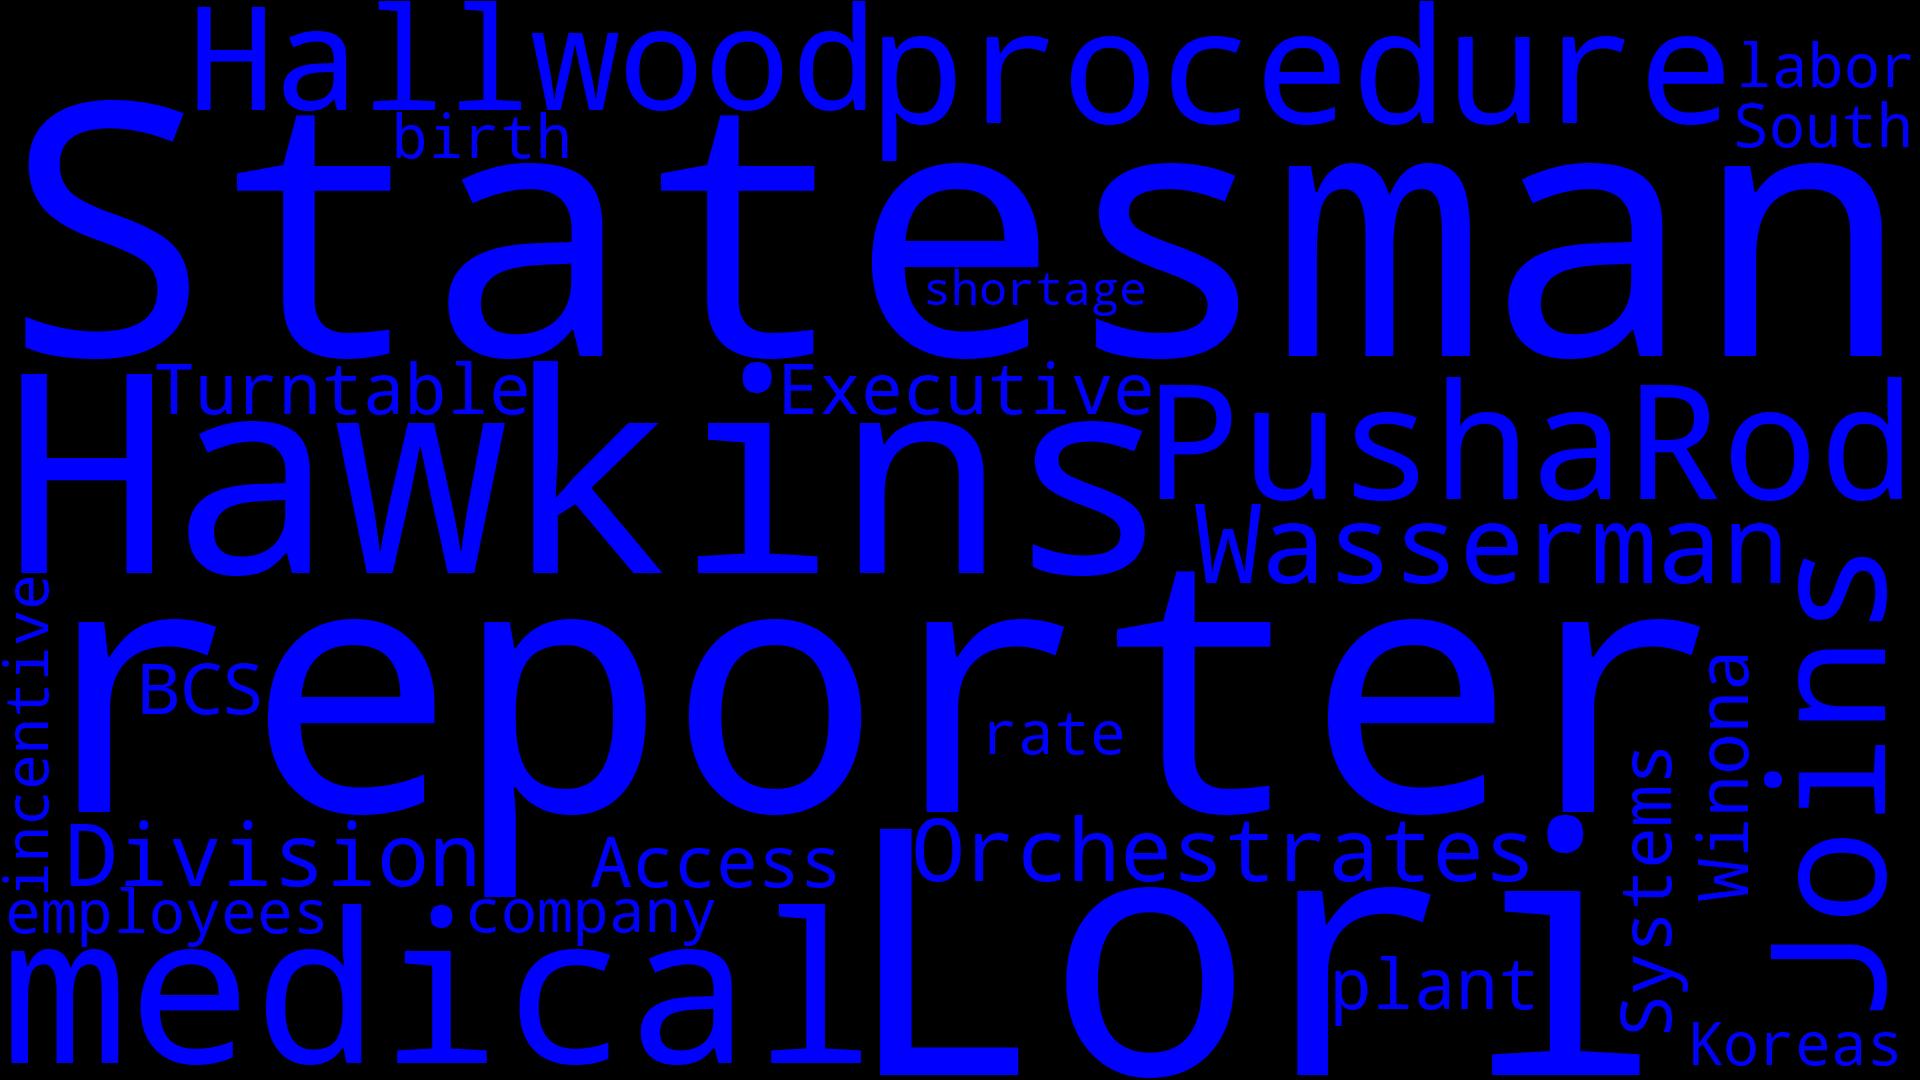 Hallwood procedure labor
South
birth
Statesman
shortage
Turntable Executive
Hawkins PushaRod
Wasserman
Joins
incentive
reporter
BCS
rate
Winona
Systems
Division Access Orchestrates
employees company
medical Lori
plant
Koreas